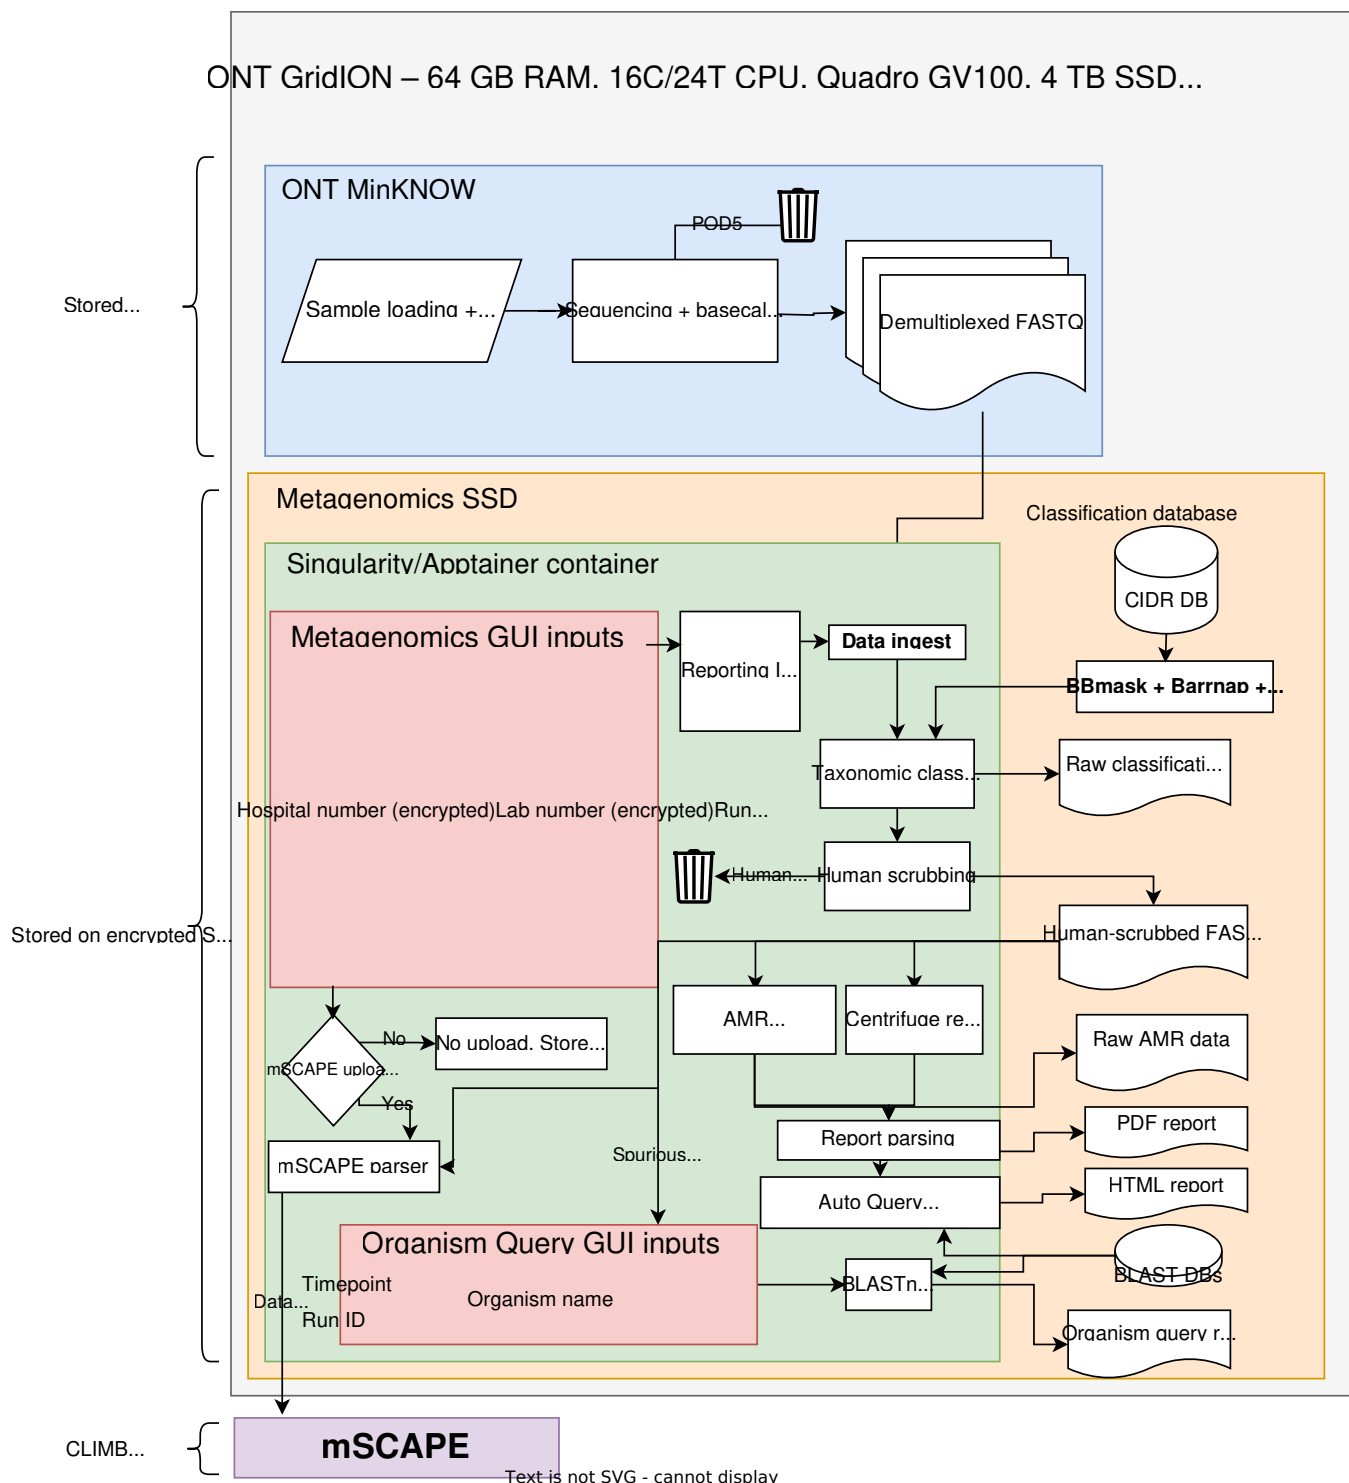 ONT GridION – 64 GB RAM. 16C/24T CPU. Quadro GV100. 4 TB SSD...
ONT MinKNOW
POD5
Stored...
Sample loading +...
Sequencing + basecal...
Demultiplexed FASTQ
Metagenomics SSD
Classification database
Singularity/Apptainer container
CIDR DB
Metagenomics GUI inputs
Reporting I...
Data ingest
BBmask + Barrnap +...
Taxonomic class...
Raw classificati...
Hospital number (encrypted)Lab number (encrypted)Run...
Human...
Human scrubbing
Stored on encrypted S...
Human-scrubbed FAS...
AMR...
Centrifuge re...
No
No upload. Store...
Raw AMR data
mSCAPE uploa...
Yes
PDF report
Report parsing
mSCAPE parser
Spurious...
HTML report
Auto Query...
Organism Query GUI inputs
BLAST DBs
Timepoint
BLASTn...
Data...
Organism name
Run ID
Organism query r...
CLIMB...
mSCAPE
Text is not SVG - cannot display